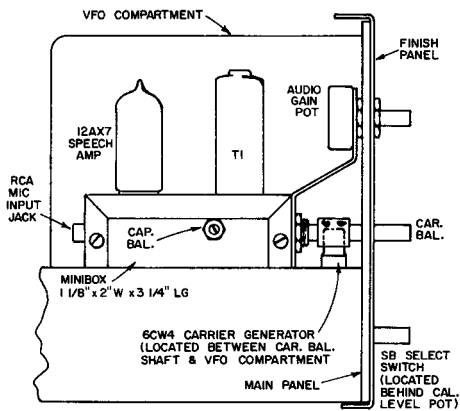 VFO COMPARTMENT
FINISH
PANEL
AUDIO
GAIN
POT
12AX7
SPEECH
AMP
T1
RCA
MIC
INPUT
JACK
CAP.
BAL.
CAR.
BAL.
MINIBOX
1 1/8" x 2" W x 3 1/4" LG
6CW4 CARRIER GENERATOR
(LOCATED BETWEEN CAR. BAL.
SHAFT & VFO COMPARTMENT
MAIN PANEL
SB SELECT
SWITCH
(LOCATED
BEHIND CAL.
LEVEL POT)